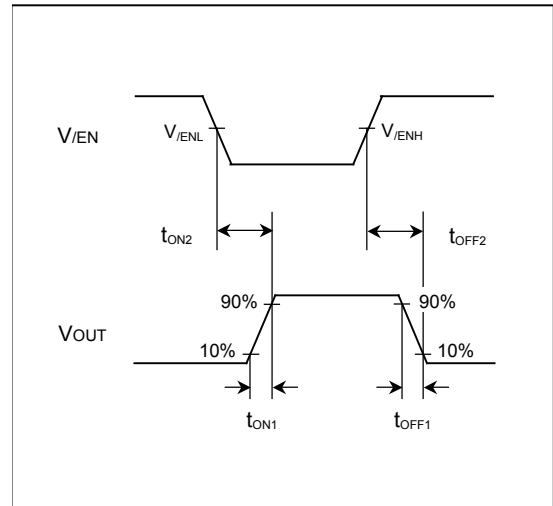 V/EN
V/ENL
V/ENH
tON2
tOFF2
VOUT
90%
90%
10%
10%
tON1
tOFF1